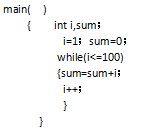 main(  )
{ int i,sum；
i=1；sum=0；
while(i<=100)
{sum=sum+i；
i++；
}
}